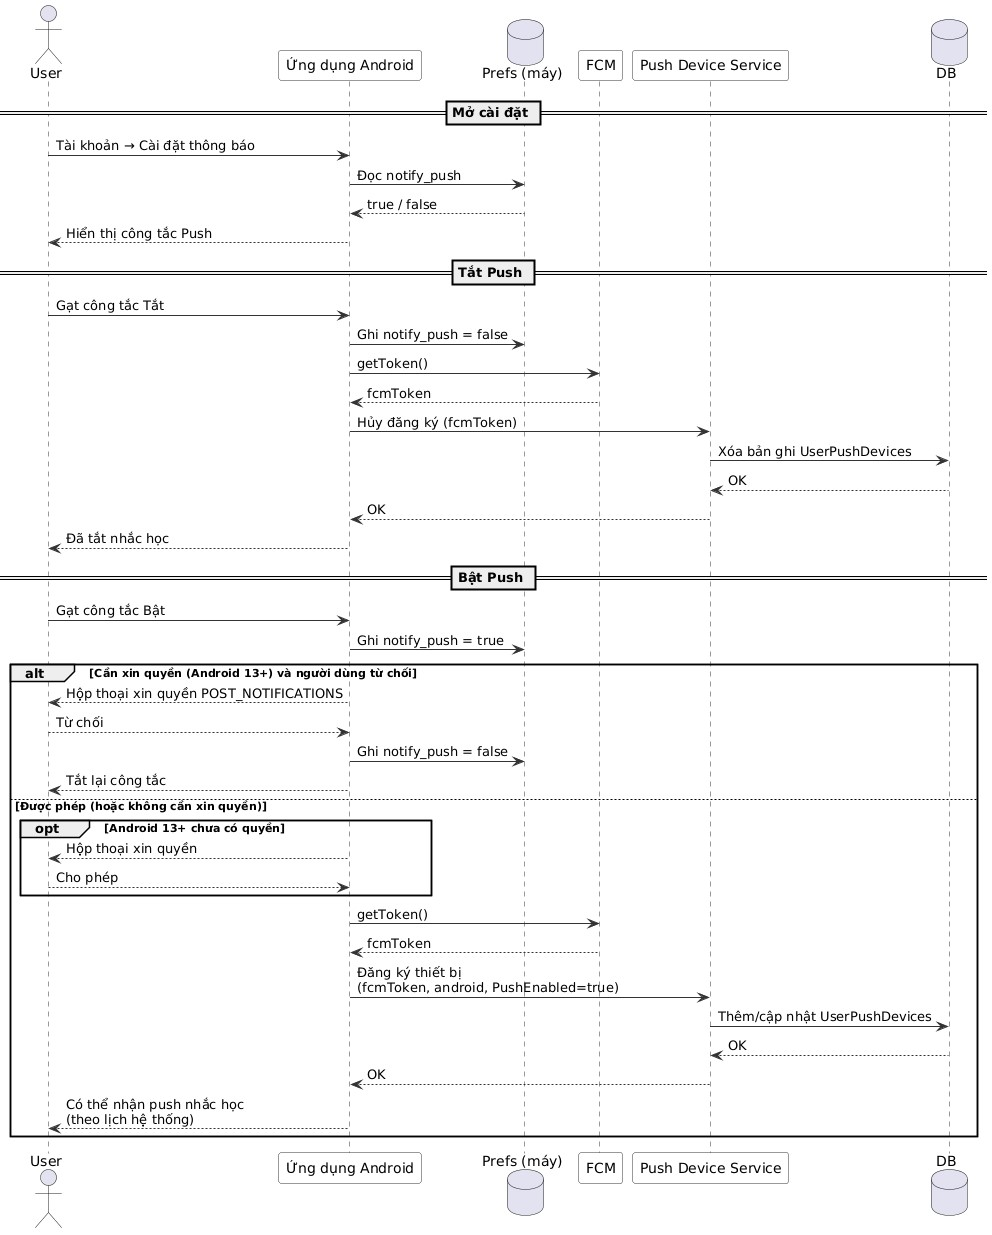 User
Ứng dụng Android
Prefs (máy)
FCM
Push Device Service
DB
Mở cài đặt
Tài khoản → Cài đặt thông báo
Đọc notify_push
true / false
Hiển thị công tắc Push
Tắt Push
Gạt công tắc Tắt
Ghi notify_push = false
getToken()
fcmToken
Hủy đăng ký (fcmToken)
Xóa bản ghi UserPushDevices
OK
OK
Đã tắt nhắc học
Bật Push
Gạt công tắc Bật
Ghi notify_push = true
alt [Cần xin quyền (Android 13+) và người dùng từ chối]
Hộp thoại xin quyền POST_NOTIFICATIONS
Từ chối
Ghi notify_push = false
Tắt lại công tắc
[Được phép (hoặc không cần xin quyền)]
opt [Android 13+ chưa có quyền]
Hộp thoại xin quyền
Cho phép
getToken()
fcmToken
Đăng ký thiết bị
(fcmToken, android, PushEnabled=true)
Thêm/cập nhật UserPushDevices
OK
OK
Có thể nhận push nhắc học
(theo lịch hệ thống)
User
Ứng dụng Android
Prefs (máy)
FCM
Push Device Service
DB